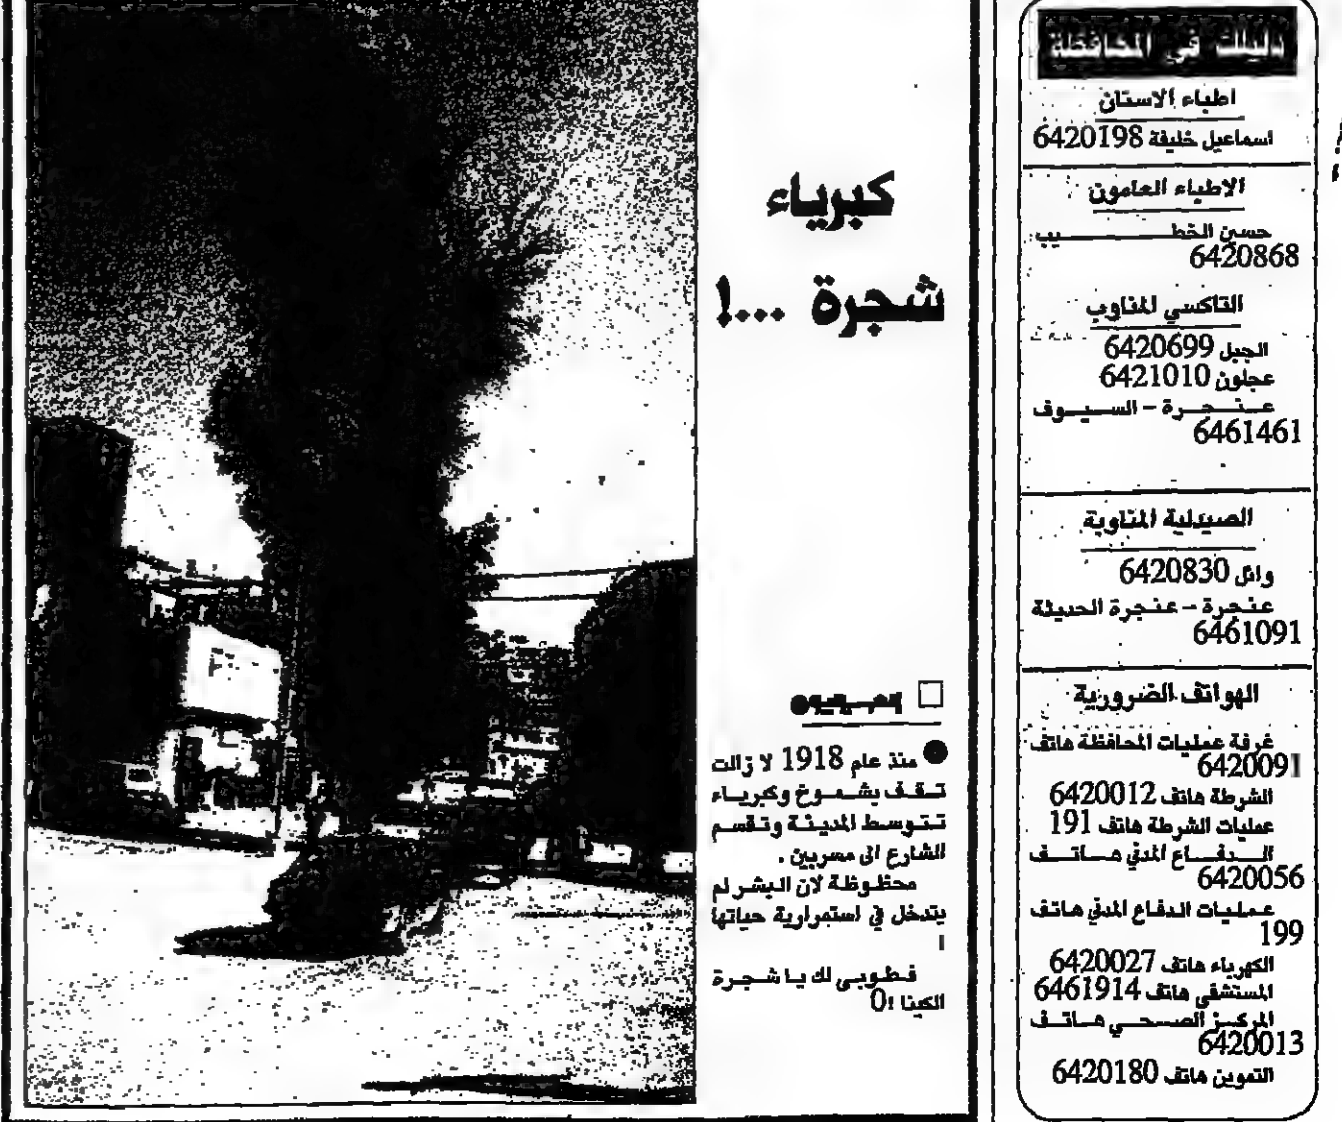 دليلك في المحافظة
اطباء الاسنان
اسماعيل خليفة 6420198
الاطباء العامون
حسن الخطيب
6420868
التاكسي المناوب
الجبل 6420699
عجلون 6421010
عنجرة - السيوف
6461461
الصيدلية المناوبة
وائل 6420830
عنجرة - عنجرة الحديثة
6461091
الهواتف الضرورية
غرفة عمليات المحافظة هاتف
6420091
الشرطة هاتف 6420012
عمليات الشرطة هاتف 191
الدفاع المدني هاتف
6420056
عمليات الدفاع المدني هاتف
199
الكهرباء هاتف 6420027
المستشفى هاتف 6461914
المركز الصحي هاتف
6420013
التموين هاتف 6420180
كبرياء
شجرة ...!
● منذ عام 1918 لا زالت
تقف بشموخ وكبرياء
تتوسط المدينة وتقسم
الشارع الى مسربين .
محظوظة لان البشر لم
يتدخل في استمرارية حياتها
!
فطوبى لك يا شجرة
الكينا !0